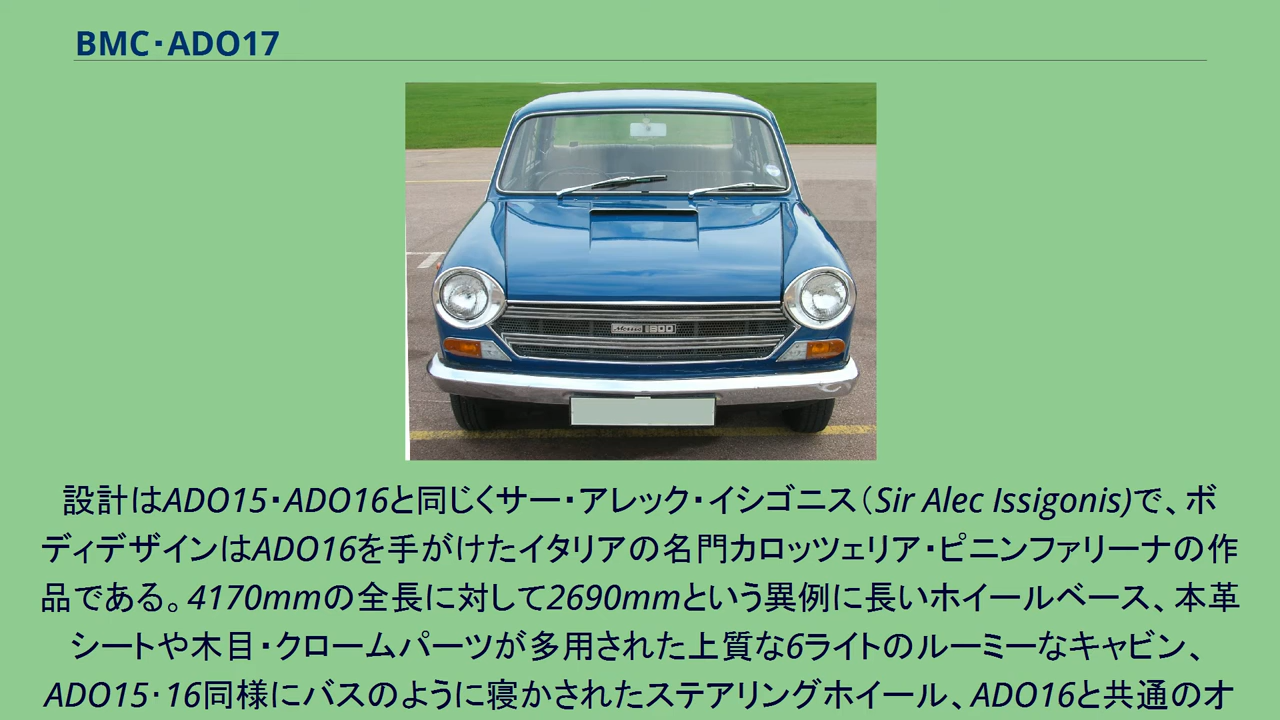 BMC・ADO17
Morris 1800
設計はADO15・ADO16と同じくサー・アレック・イシゴニス（Sir Alec Issigonis)で、ボ
ディデザインはADO16を手がけたイタリアの名門カロッツェリア・ピニンファリーナの作
品である。4170mmの全長に対して2690mmという異例に長いホイールベース、本革
シートや木目・クロームパーツが多用された上質な6ライトのルーミーなキャビン、
ADO15・16同様にバスのように寝かされたステアリングホイール、ADO16と共通のオ